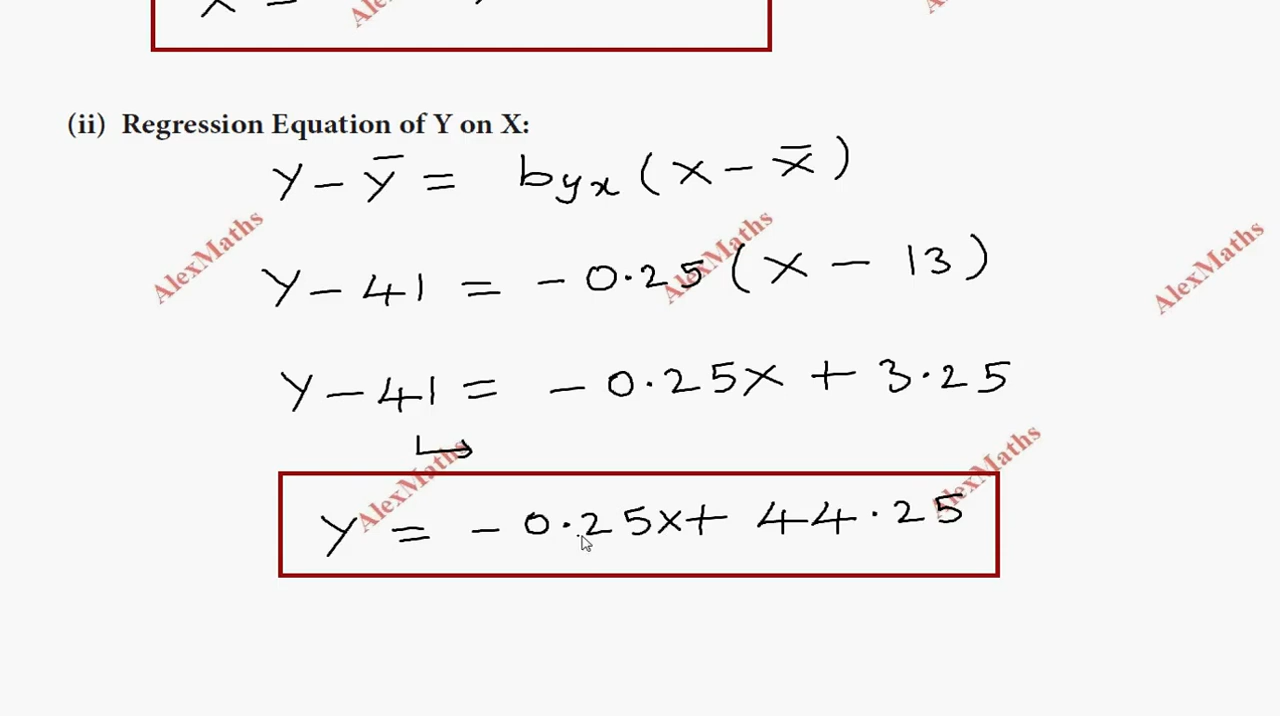 X =
(ii) Regression Equation of Y on X:
Y - ȳ = byx (X - x̄)
Y - 41 = - 0.25 (X - 13)
Y - 41 = - 0.25X + 3.25
Y = - 0.25X + 44.25
AlexMaths
AlexMaths
AlexMaths
AlexMaths
AlexMaths